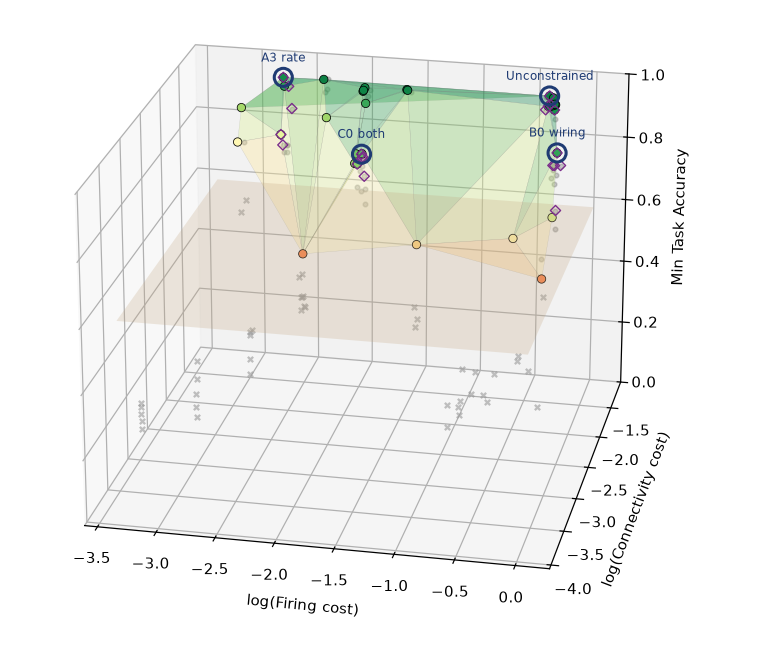 A3 rate
Unconstrained
C0 both
B0 wiring
1.0
0.8
0.6
0.4
0.2
0.0
Min Task Accuracy
−1.5
−2.0
−2.5
−3.0
−3.5
−4.0
log(Connectivity cost)
−3.5
−3.0
−2.5
−2.0
−1.5
−1.0
−0.5
0.0
log(Firing cost)